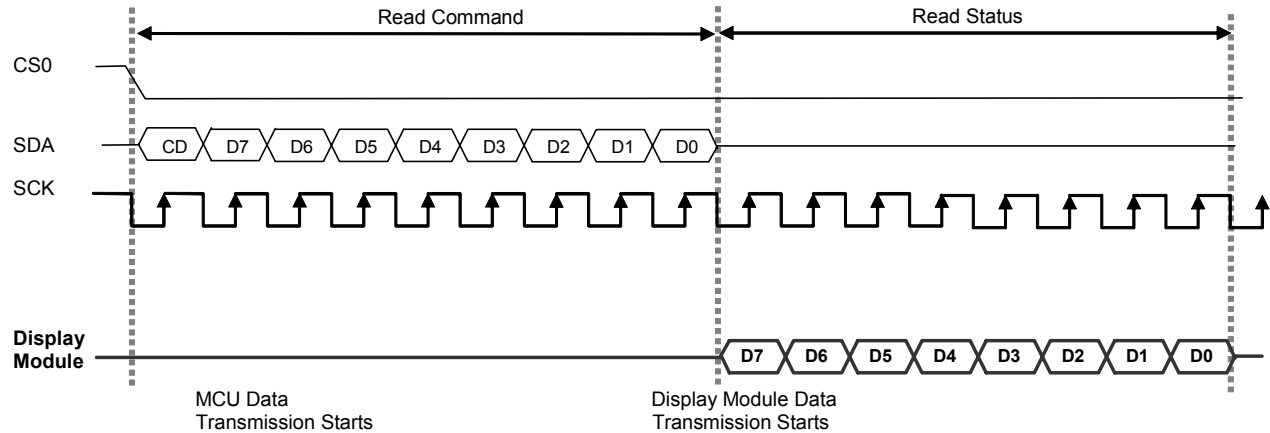 Read Command
Read Status
CS0
SDA
CD D7 D6 D5 D4 D3 D2 D1 D0
SCK
Display
Module
D7 D6 D5 D4 D3 D2 D1 D0
MCU Data
Transmission Starts
Display Module Data
Transmission Starts